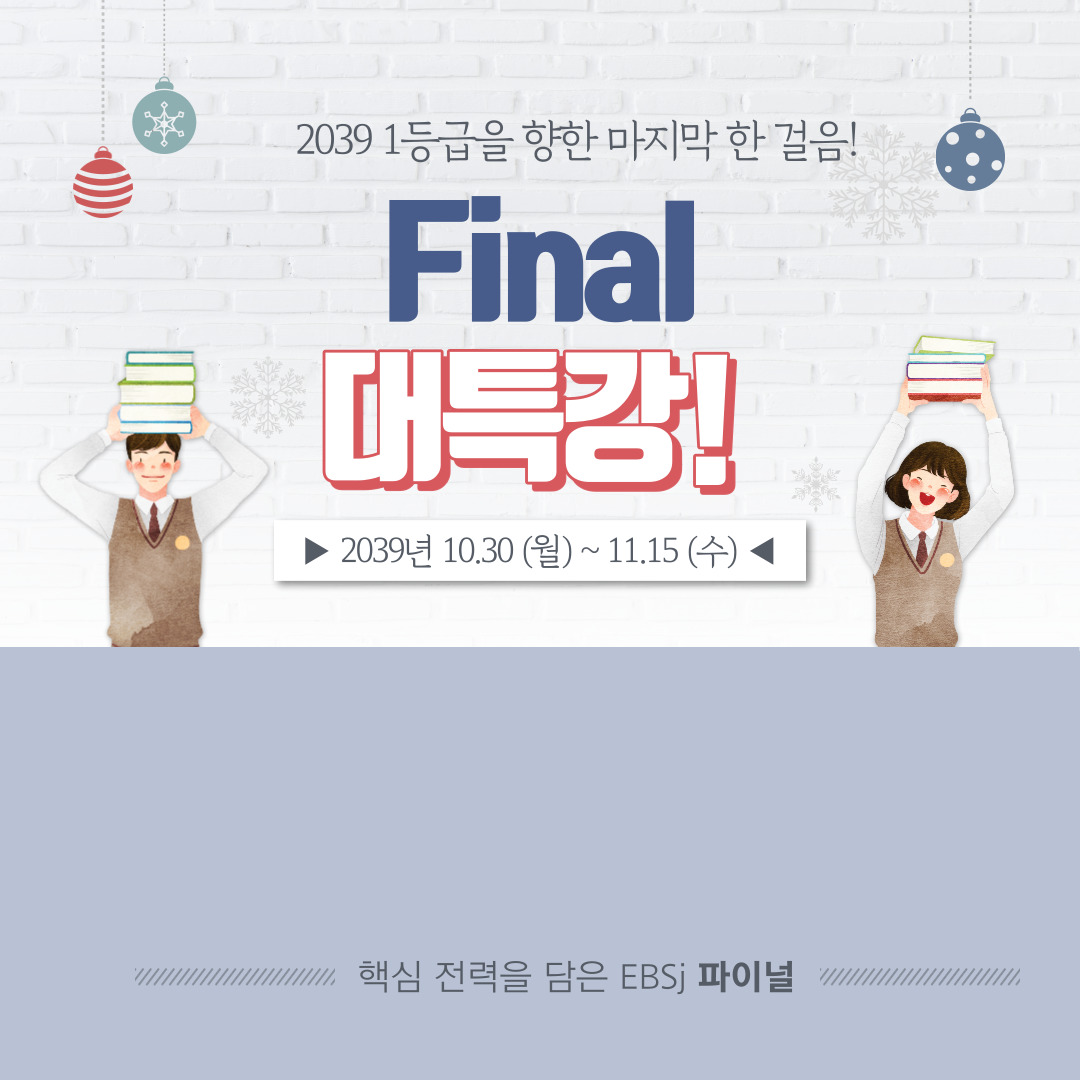 2039 1등급을 향한 마지막 한 걸음!
Final
대특강!
▶ 2039년 10.30 (월) ~ 11.15 (수) ◀
핵심 전력을 담은 EBSj 파이널